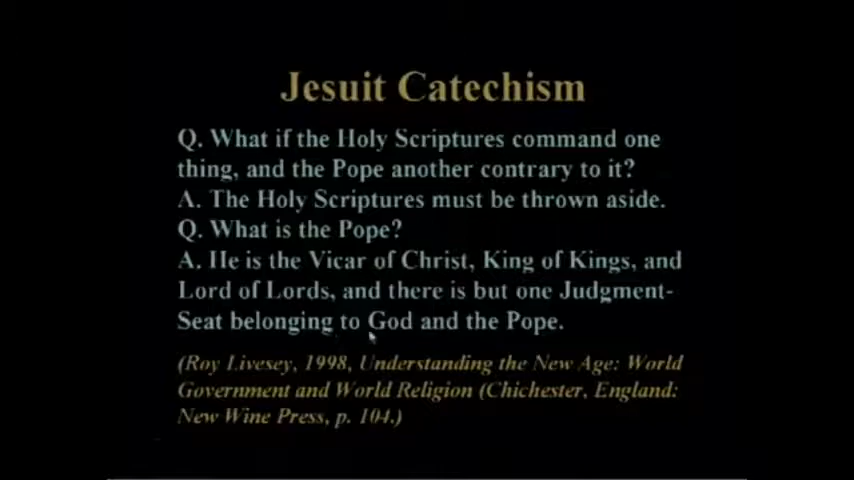 Jesuit Catechism
Q. What if the Holy Scriptures command one
thing, and the Pope another contrary to it?
A. The Holy Scriptures must be thrown aside.
Q. What is the Pope?
A. He is the Vicar of Christ, King of Kings, and
Lord of Lords, and there is but one Judgment-
Seat belonging to God and the Pope.
(Roy Livesey, 1998, Understanding the New Age: World
Government and World Religion (Chichester, England:
New Wine Press, p. 104.)